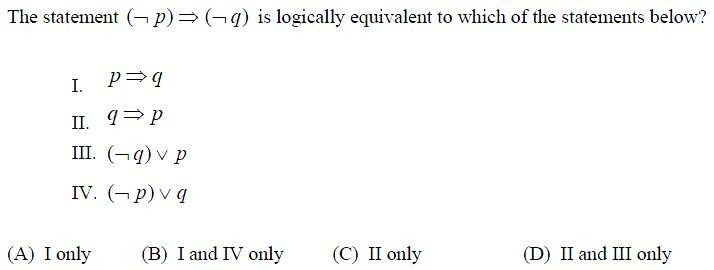 The statement (¬ p) ⇒ (¬ q) is logically equivalent to which of the statements below?
I. p ⇒ q
II. q ⇒ p
III. (¬ q) ∨ p
IV. (¬ p) ∨ q
(A) I only (B) I and IV only (C) II only (D) II and III only